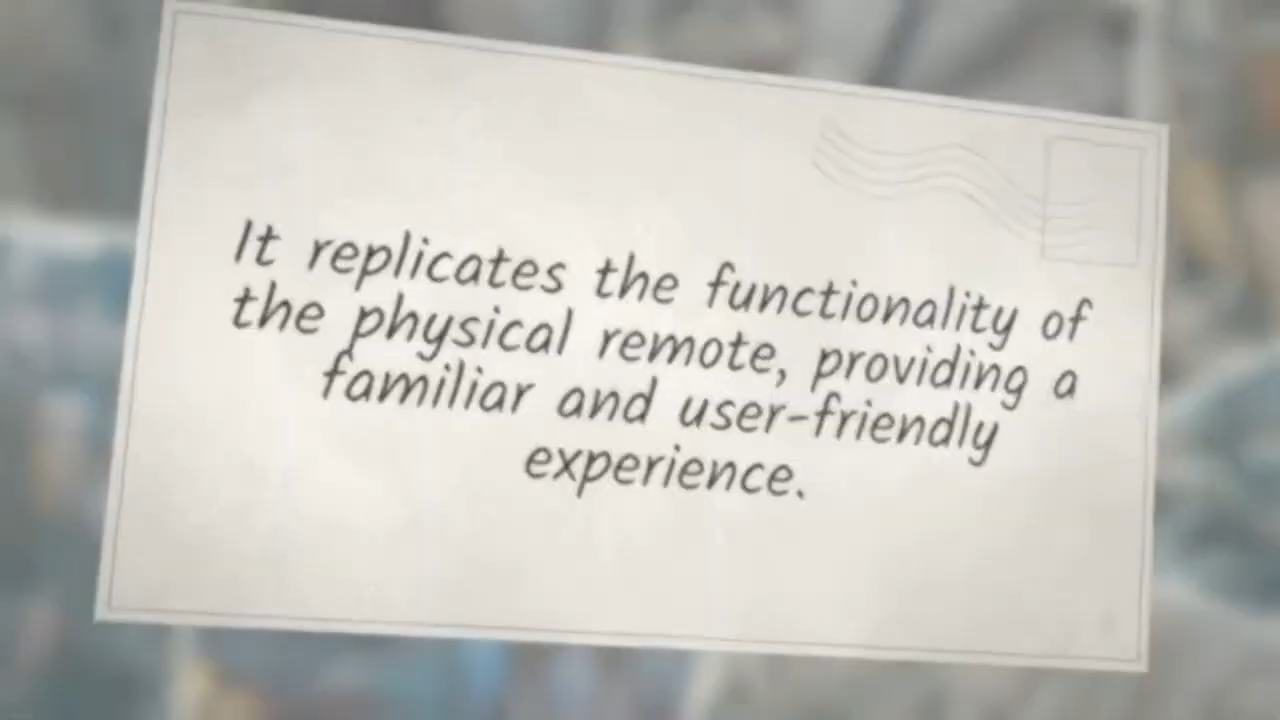 It replicates the functionality of
the physical remote, providing a
familiar and user-friendly
experience.